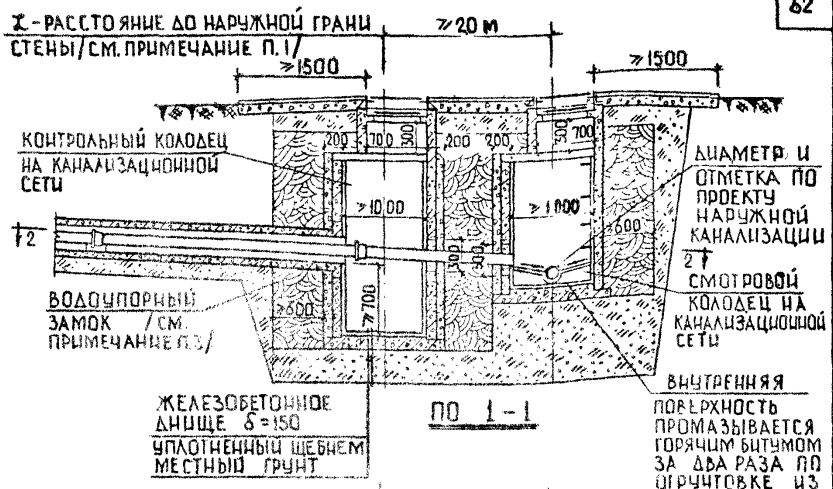 62
X - РАССТОЯНИЕ ДО НАРУЖНОЙ ГРАНИ
СТЕНЫ /СМ. ПРИМЕЧАНИЕ П. 1/
⩾20 М
⩾1500
⩾1500
КОНТРОЛЬНЫЙ КОЛОДЕЦ
НА КАНАЛИЗАЦИОННОЙ
СЕТИ
200
700
300
200
200
300
700
ДИАМЕТР И
ОТМЕТКА ПО
ПРОЕКТУ
НАРУЖНОЙ
КАНАЛИЗАЦИИ
⩾1000
⩾1000
⩾600
2
2
300
300
СМОТРОВОЙ
КОЛОДЕЦ НА
КАНАЛИЗАЦИОННОЙ
СЕТИ
ВОДОУПОРНЫЙ
ЗАМОК /СМ.
ПРИМЕЧАНИЕ П.3/
⩾600
⩾700
ЖЕЛЕЗОБЕТОННОЕ
ДНИЩЕ δ=150
УПЛОТНЕННЫЙ ЩЕБНЕМ
МЕСТНЫЙ ГРУНТ
ПО 1-1
ВНУТРЕННЯЯ
ПОВЕРХНОСТЬ
ПРОМАЗЫВАЕТСЯ
ГОРЯЧИМ БИТУМОМ
ЗА ДВА РАЗА ПО
ОГРУНТОВКЕ ИЗ